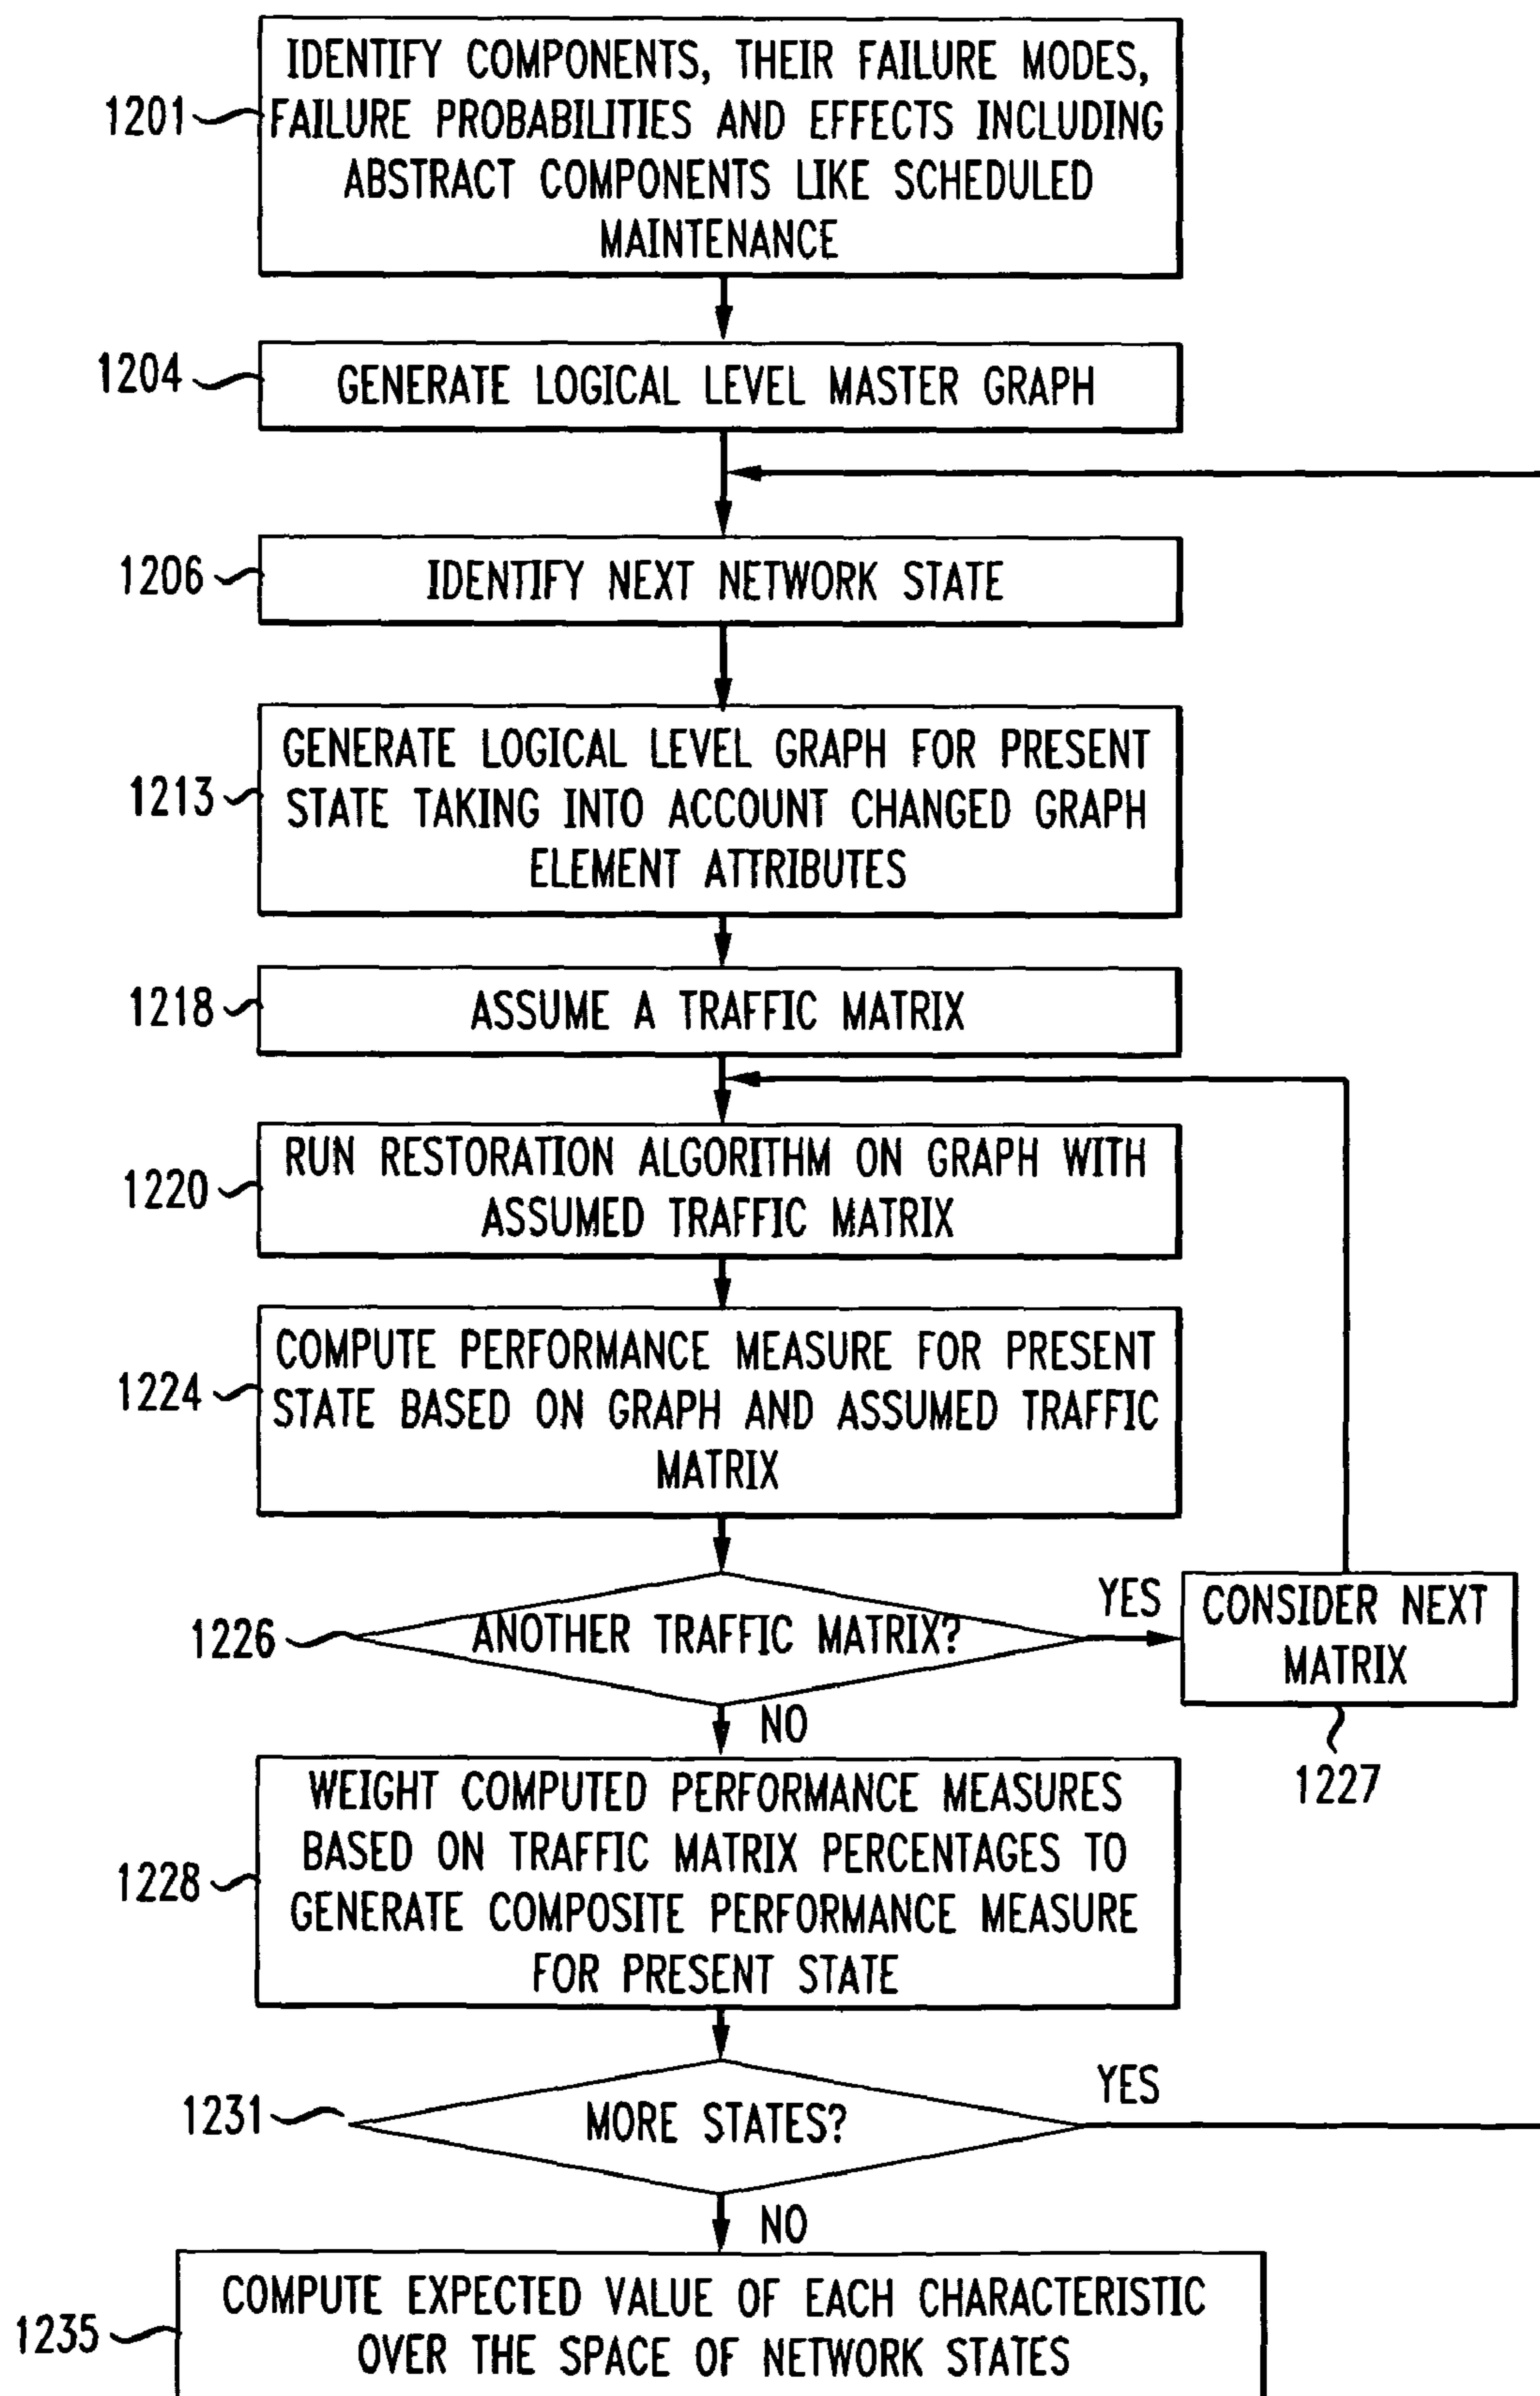 IDENTIFY COMPONENTS, THEIR FAILURE MODES,
1201 FAILURE PROBABILITIES AND EFFECTS INCLUDING
ABSTRACT COMPONENTS LIKE SCHEDULED
MAINTENANCE
1204 GENERATE LOGICAL LEVEL MASTER GRAPH
1206 IDENTIFY NEXT NETWORK STATE
GENERATE LOGICAL LEVEL GRAPH FOR PRESENT
1213 STATE TAKING INTO ACCOUNT CHANGED GRAPH
ELEMENT ATTRIBUTES
1218 ASSUME A TRAFFIC MATRIX
RUN RESTORATION ALGORITHM ON GRAPH WITH
1220
ASSUMED TRAFFIC MATRIX
COMPUTE PERFORMANCE MEASURE FOR PRESENT
1224 STATE BASED ON GRAPH AND ASSUMED TRAFFIC
MATRIX
1226 ANOTHER TRAFFIC MATRIX? YES
CONSIDER NEXT
MATRIX
1227
NO
WEIGHT COMPUTED PERFORMANCE MEASURES
BASED ON TRAFFIC MATRIX PERCENTAGES TO
1228
GENERATE COMPOSITE PERFORMANCE MEASURE
FOR PRESENT STATE
1231 MORE STATES? YES
NO
COMPUTE EXPECTED VALUE OF EACH CHARACTERISTIC
1235
OVER THE SPACE OF NETWORK STATES